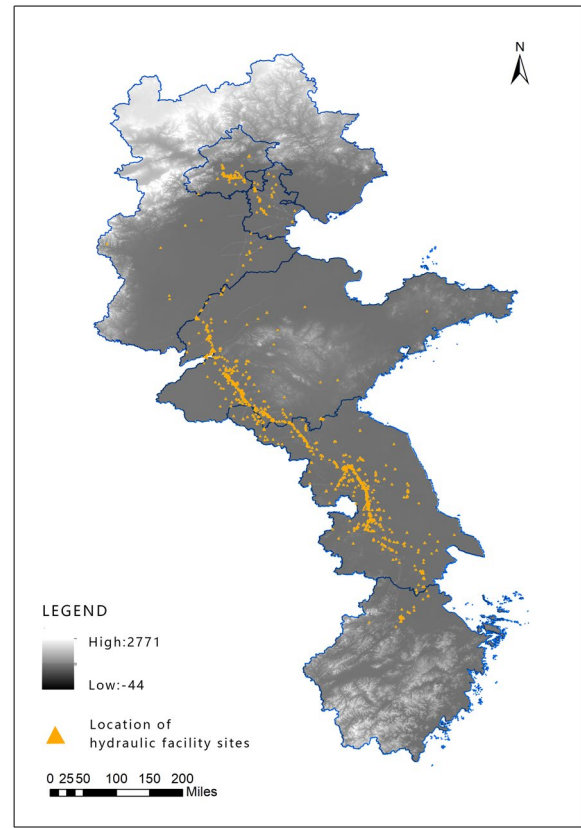 N
LEGEND
High:2771
Low:-44
Location of
hydraulic facility sites
0 25 50 100 150 200
Miles